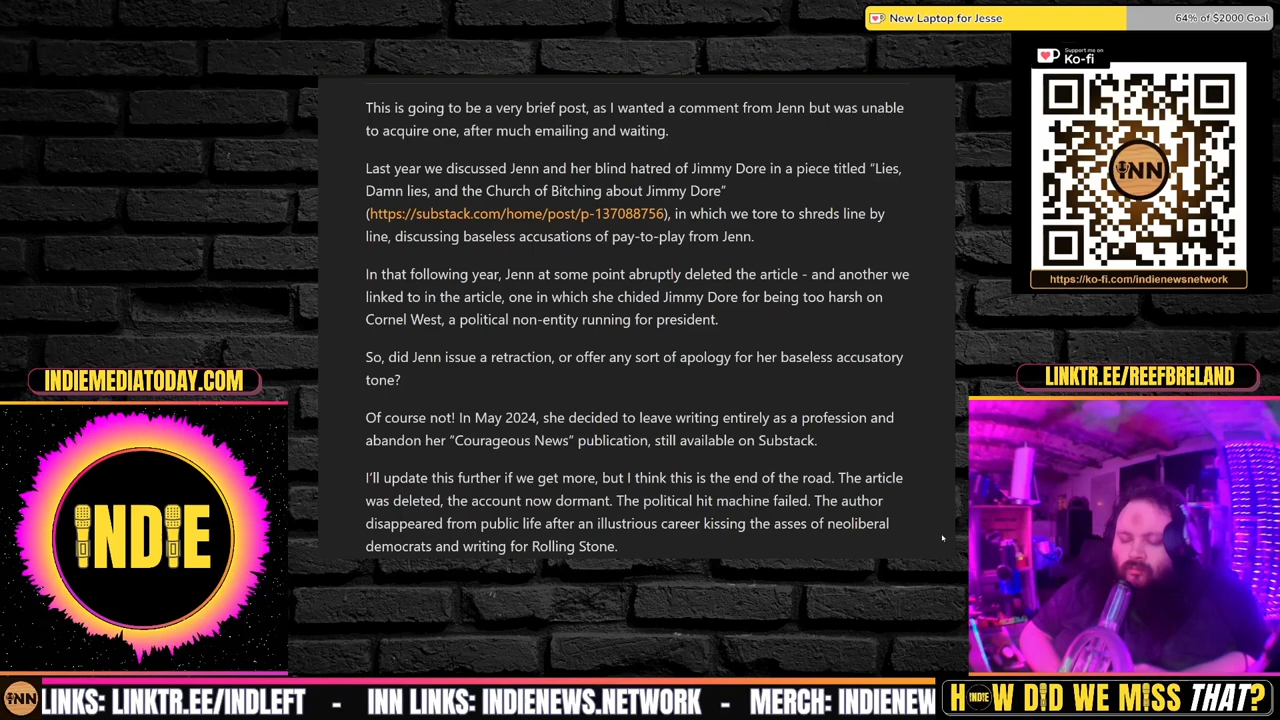 New Laptop for Jesse
64% of $2000 Goal
Support me on
Ko-fi
INN
https://ko-fi.com/indienewsnetwork
This is going to be a very brief post, as I wanted a comment from Jenn but was unable
to acquire one, after much emailing and waiting.
Last year, we discussed Jenn and her blind hatred of Jimmy Dore in a piece titled “Lies,
Damn lies, and the Church of Bitching about Jimmy Dore”
(https://substack.com/home/post/p-137088756), in which we tore to shreds line by
line, discussing baseless accusations of pay-to-play from Jenn.
In that following year, Jenn at some point abruptly deleted the article - and another we
linked to in the article, one in which she chided Jimmy Dore for being too harsh on
Cornel West, a political non-entity running for president.
So, did Jenn issue a retraction, or offer any sort of apology for her baseless accusatory
tone?
Of course not! In May 2024, she decided to leave writing entirely as a profession and
abandon her “Courageous News” publication, still available on Substack.
I’ll update this further if we get more, but I think this is the end of the road. The article
was deleted, the account now dormant. The political hit machine failed. The author
disappeared from public life after an illustrious career kissing the asses of neoliberal
democrats and writing for Rolling Stone.
INDIEMEDIATODAY.COM
INDIE
LINKTR.EE/REEFBRELAND
INN
LINKS: LINKTR.EE/INDLEFT - INN LINKS: INDIENEWS.NETWORK - MERCH: INDIENEW
HOW DID WE MISS THAT?